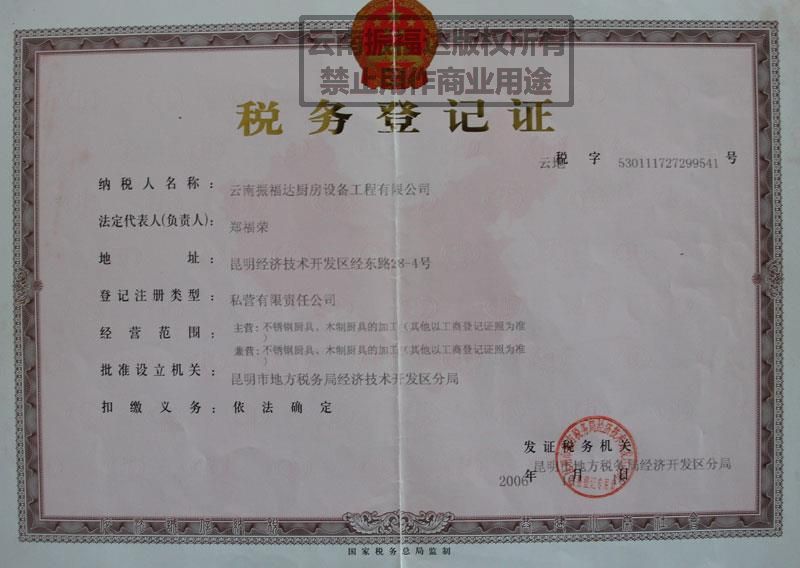 云南振福达版权所有
禁止用作商业用途
税务登记证
云地 税 字 530111727299541 号
纳税人名称： 云南振福达厨房设备工程有限公司
法定代表人(负责人)： 郑福荣
地 址： 昆明经济技术开发区经东路28-4号
登记注册类型： 私营有限责任公司
经营范围： 主营:不锈钢厨具、木制厨具的加工(其他以工商登记证照为准
)
兼营:不锈钢厨具、木制厨具的加工(其他以工商登记证照为准
)
批准设立机关： 昆明市地方税务局经济技术开发区分局
扣缴义务： 依法确定
发证税务机关
昆明市地方税务局经济开发区分局
2006 年 月 日
国家税务总局监制